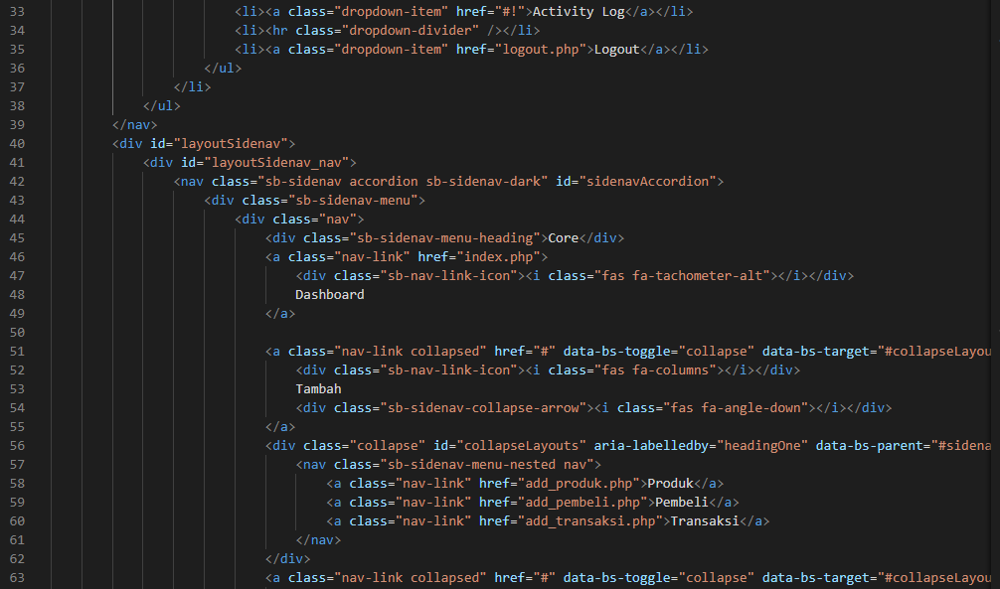 33 <li><a class="dropdown-item" href="#!">Activity Log</a></li>
34 <li><hr class="dropdown-divider" /></li>
35 <li><a class="dropdown-item" href="logout.php">Logout</a></li>
36 </ul>
37 </li>
38 </ul>
39 </nav>
40 <div id="layoutSidenav">
41 <div id="layoutSidenav_nav">
42 <nav class="sb-sidenav accordion sb-sidenav-dark" id="sidenavAccordion">
43 <div class="sb-sidenav-menu">
44 <div class="nav">
45 <div class="sb-sidenav-menu-heading">Core</div>
46 <a class="nav-link" href="index.php">
47 <div class="sb-nav-link-icon"><i class="fas fa-tachometer-alt"></i></div>
48 Dashboard
49 </a>
50
51 <a class="nav-link collapsed" href="#" data-bs-toggle="collapse" data-bs-target="#collapseLayou
52 <div class="sb-nav-link-icon"><i class="fas fa-columns"></i></div>
53 Tambah
54 <div class="sb-sidenav-collapse-arrow"><i class="fas fa-angle-down"></i></div>
55 </a>
56 <div class="collapse" id="collapseLayouts" aria-labelledby="headingOne" data-bs-parent="#sidena
57 <nav class="sb-sidenav-menu-nested nav">
58 <a class="nav-link" href="add_produk.php">Produk</a>
59 <a class="nav-link" href="add_pembeli.php">Pembeli</a>
60 <a class="nav-link" href="add_transaksi.php">Transaksi</a>
61 </nav>
62 </div>
63 <a class="nav-link collapsed" href="#" data-bs-toggle="collapse" data-bs-target="#collapseLayou